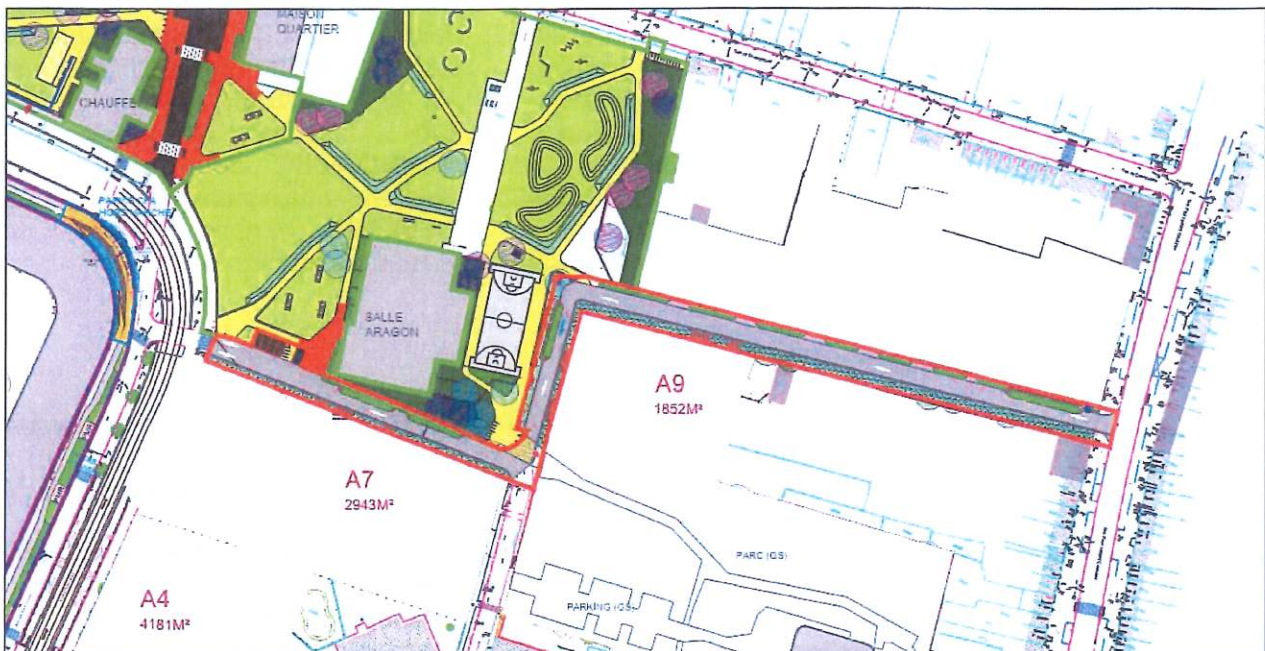 MAISON
QUARTIER
CHAUFFE
SALLE
ARAGON
A9
1852M²
A7
2943M²
A4
4181M²
PARC (GS)
PARKING (GS)